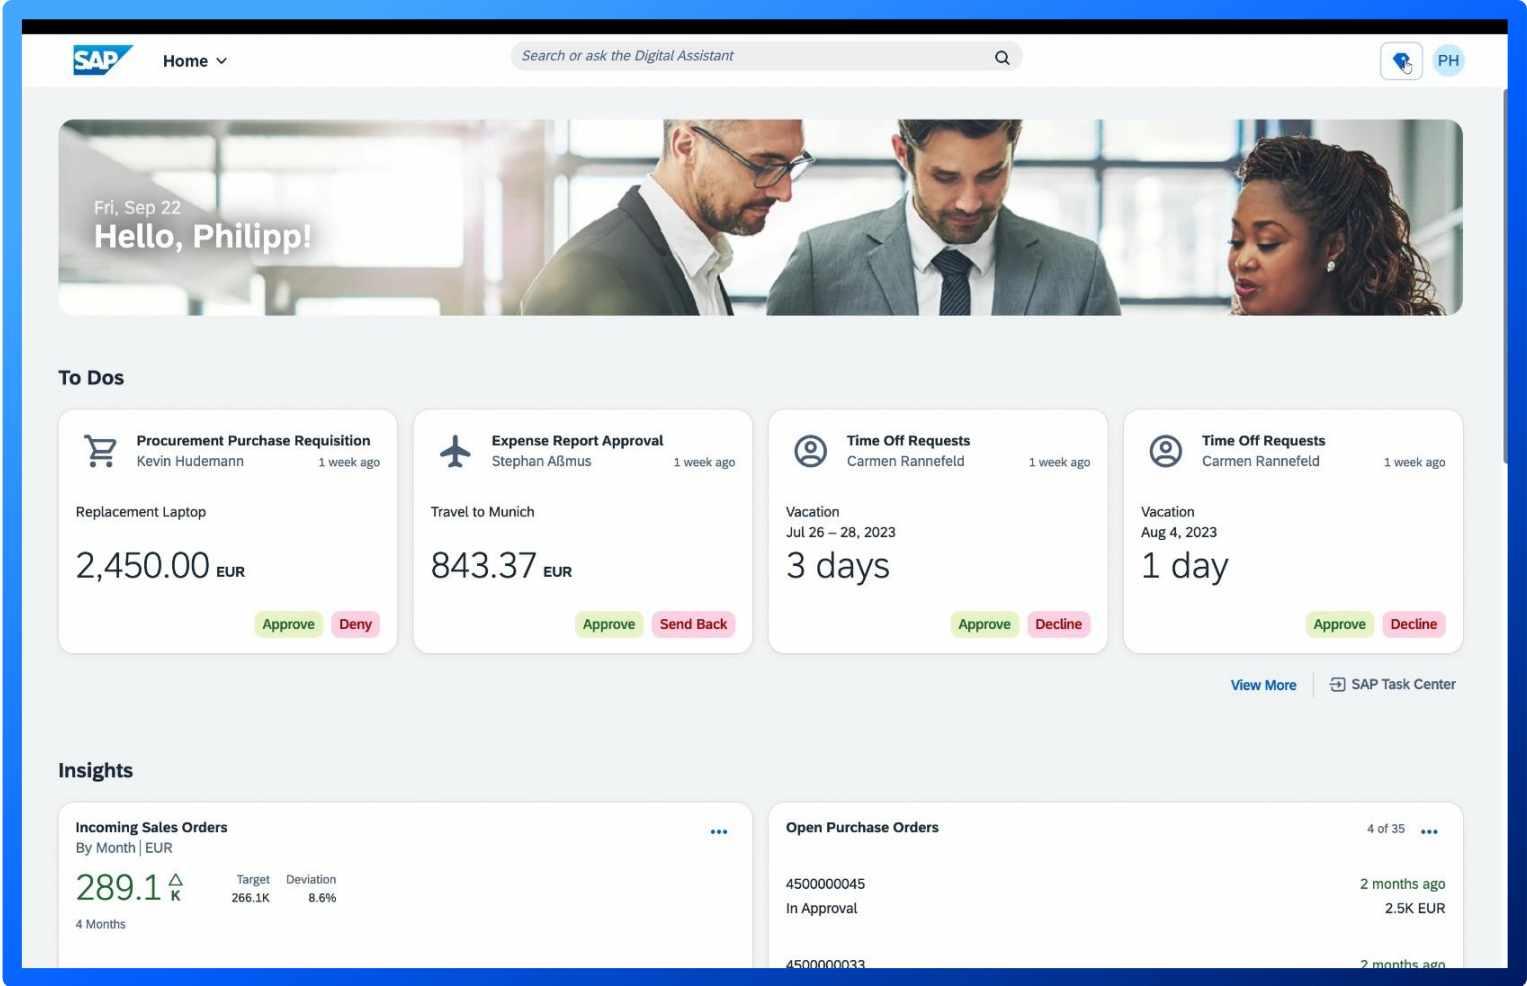 SAP
Home
Search or ask the Digital Assistant
PH
Fri, Sep 22
Hello, Philipp!
To Dos
Procurement Purchase Requisition
Kevin Hudemann 1 week ago
Replacement Laptop
2,450.00 EUR
Approve Deny
Expense Report Approval
Stephan Aßmus 1 week ago
Travel to Munich
843.37 EUR
Approve Send Back
Time Off Requests
Carmen Rannefeld 1 week ago
Vacation
Jul 26 – 28, 2023
3 days
Approve Decline
Time Off Requests
Carmen Rannefeld 1 week ago
Vacation
Aug 4, 2023
1 day
Approve Decline
View More SAP Task Center
Insights
Incoming Sales Orders
By Month | EUR
289.1 K
Target Deviation
266.1K 8.6%
4 Months
Open Purchase Orders 4 of 35
4500000045 2 months ago
In Approval 2.5K EUR
4500000033 2 months ago